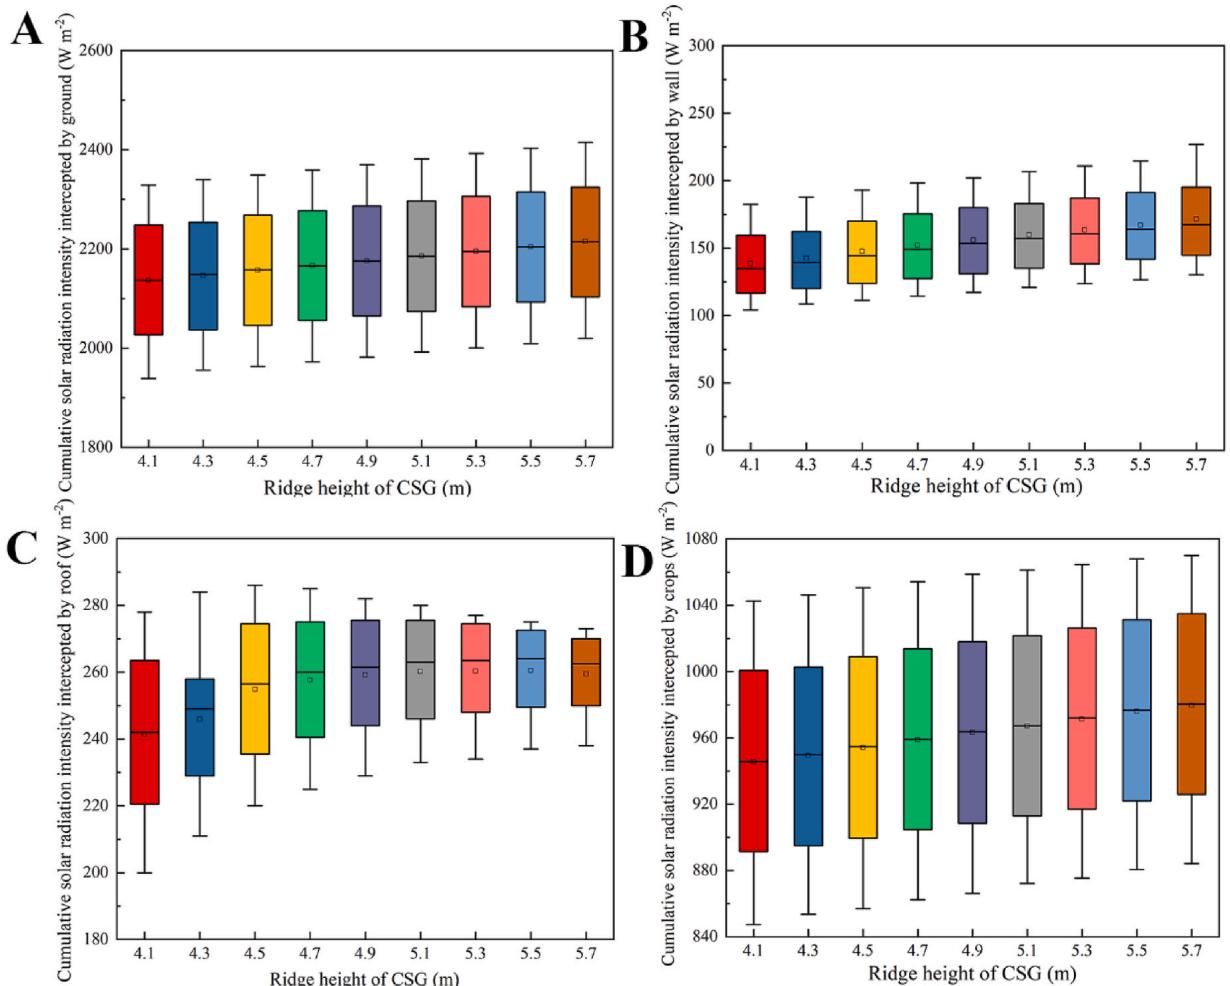 A
Cumulative solar radiation intensity intercepted by ground (W m-2)
2600
2400
2200
2000
1800
4.1 4.3 4.5 4.7 4.9 5.1 5.3 5.5 5.7
Ridge height of CSG (m)
B
Cumulative solar radiation intensity intercepted by wall (W m-2)
300
250
200
150
100
50
0
4.1 4.3 4.5 4.7 4.9 5.1 5.3 5.5 5.7
Ridge height of CSG (m)
C
Cumulative solar radiation intensity intercepted by roof (W m-2)
300
280
260
240
220
200
180
4.1 4.3 4.5 4.7 4.9 5.1 5.3 5.5 5.7
Ridge height of CSG (m)
D
Cumulative solar radiation intensity intercepted by crops (W m-2)
1080
1040
1000
960
920
880
840
4.1 4.3 4.5 4.7 4.9 5.1 5.3 5.5 5.7
Ridge height of CSG (m)